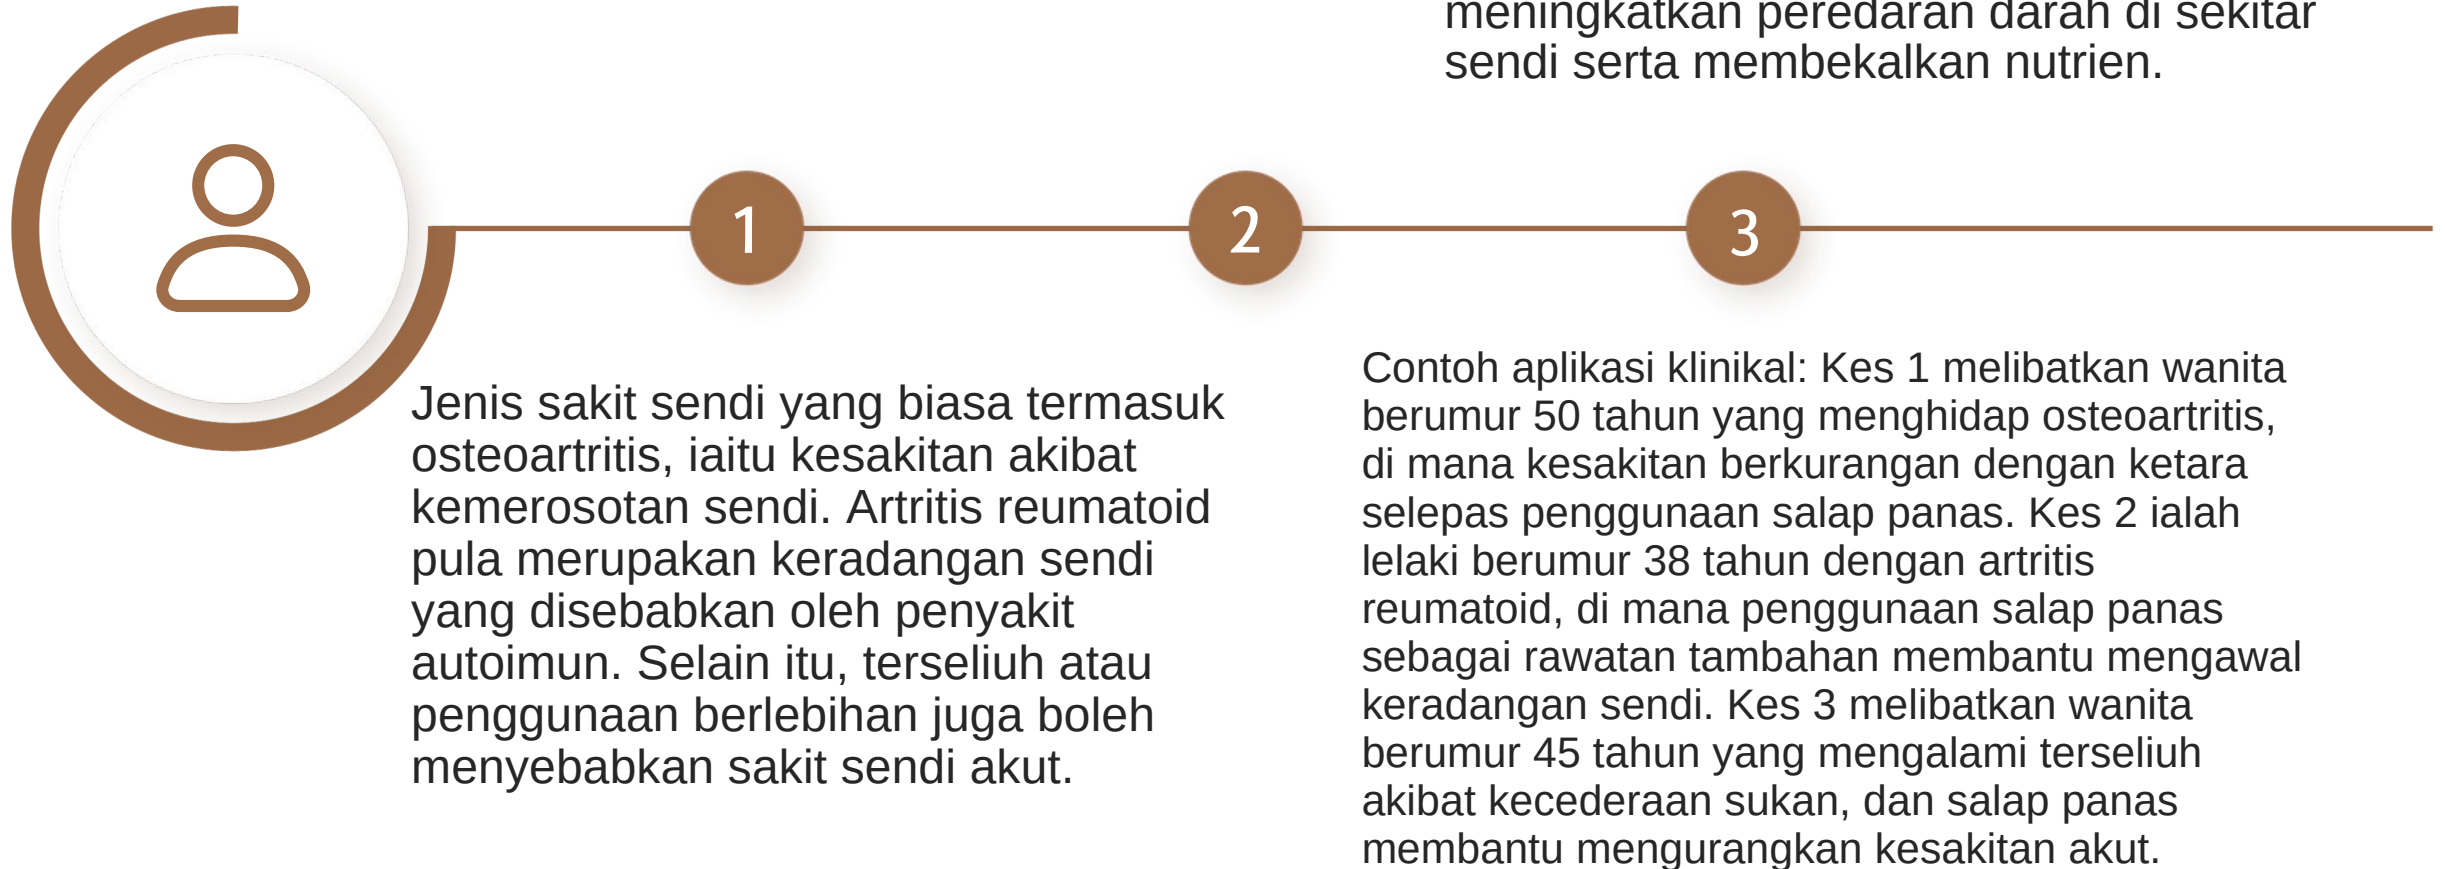 meningkatkan peredaran darah di sekitar
sendi serta membekalkan nutrien.
1
2
3
Jenis sakit sendi yang biasa termasuk
osteoartritis, iaitu kesakitan akibat
kemerosotan sendi. Artritis reumatoid
pula merupakan keradangan sendi
yang disebabkan oleh penyakit
autoimun. Selain itu, terseliuh atau
penggunaan berlebihan juga boleh
menyebabkan sakit sendi akut.
Contoh aplikasi klinikal: Kes 1 melibatkan wanita
berumur 50 tahun yang menghidap osteoartritis,
di mana kesakitan berkurangan dengan ketara
selepas penggunaan salap panas. Kes 2 ialah
lelaki berumur 38 tahun dengan artritis
reumatoid, di mana penggunaan salap panas
sebagai rawatan tambahan membantu mengawal
keradangan sendi. Kes 3 melibatkan wanita
berumur 45 tahun yang mengalami terseliuh
akibat kecederaan sukan, dan salap panas
membantu mengurangkan kesakitan akut.